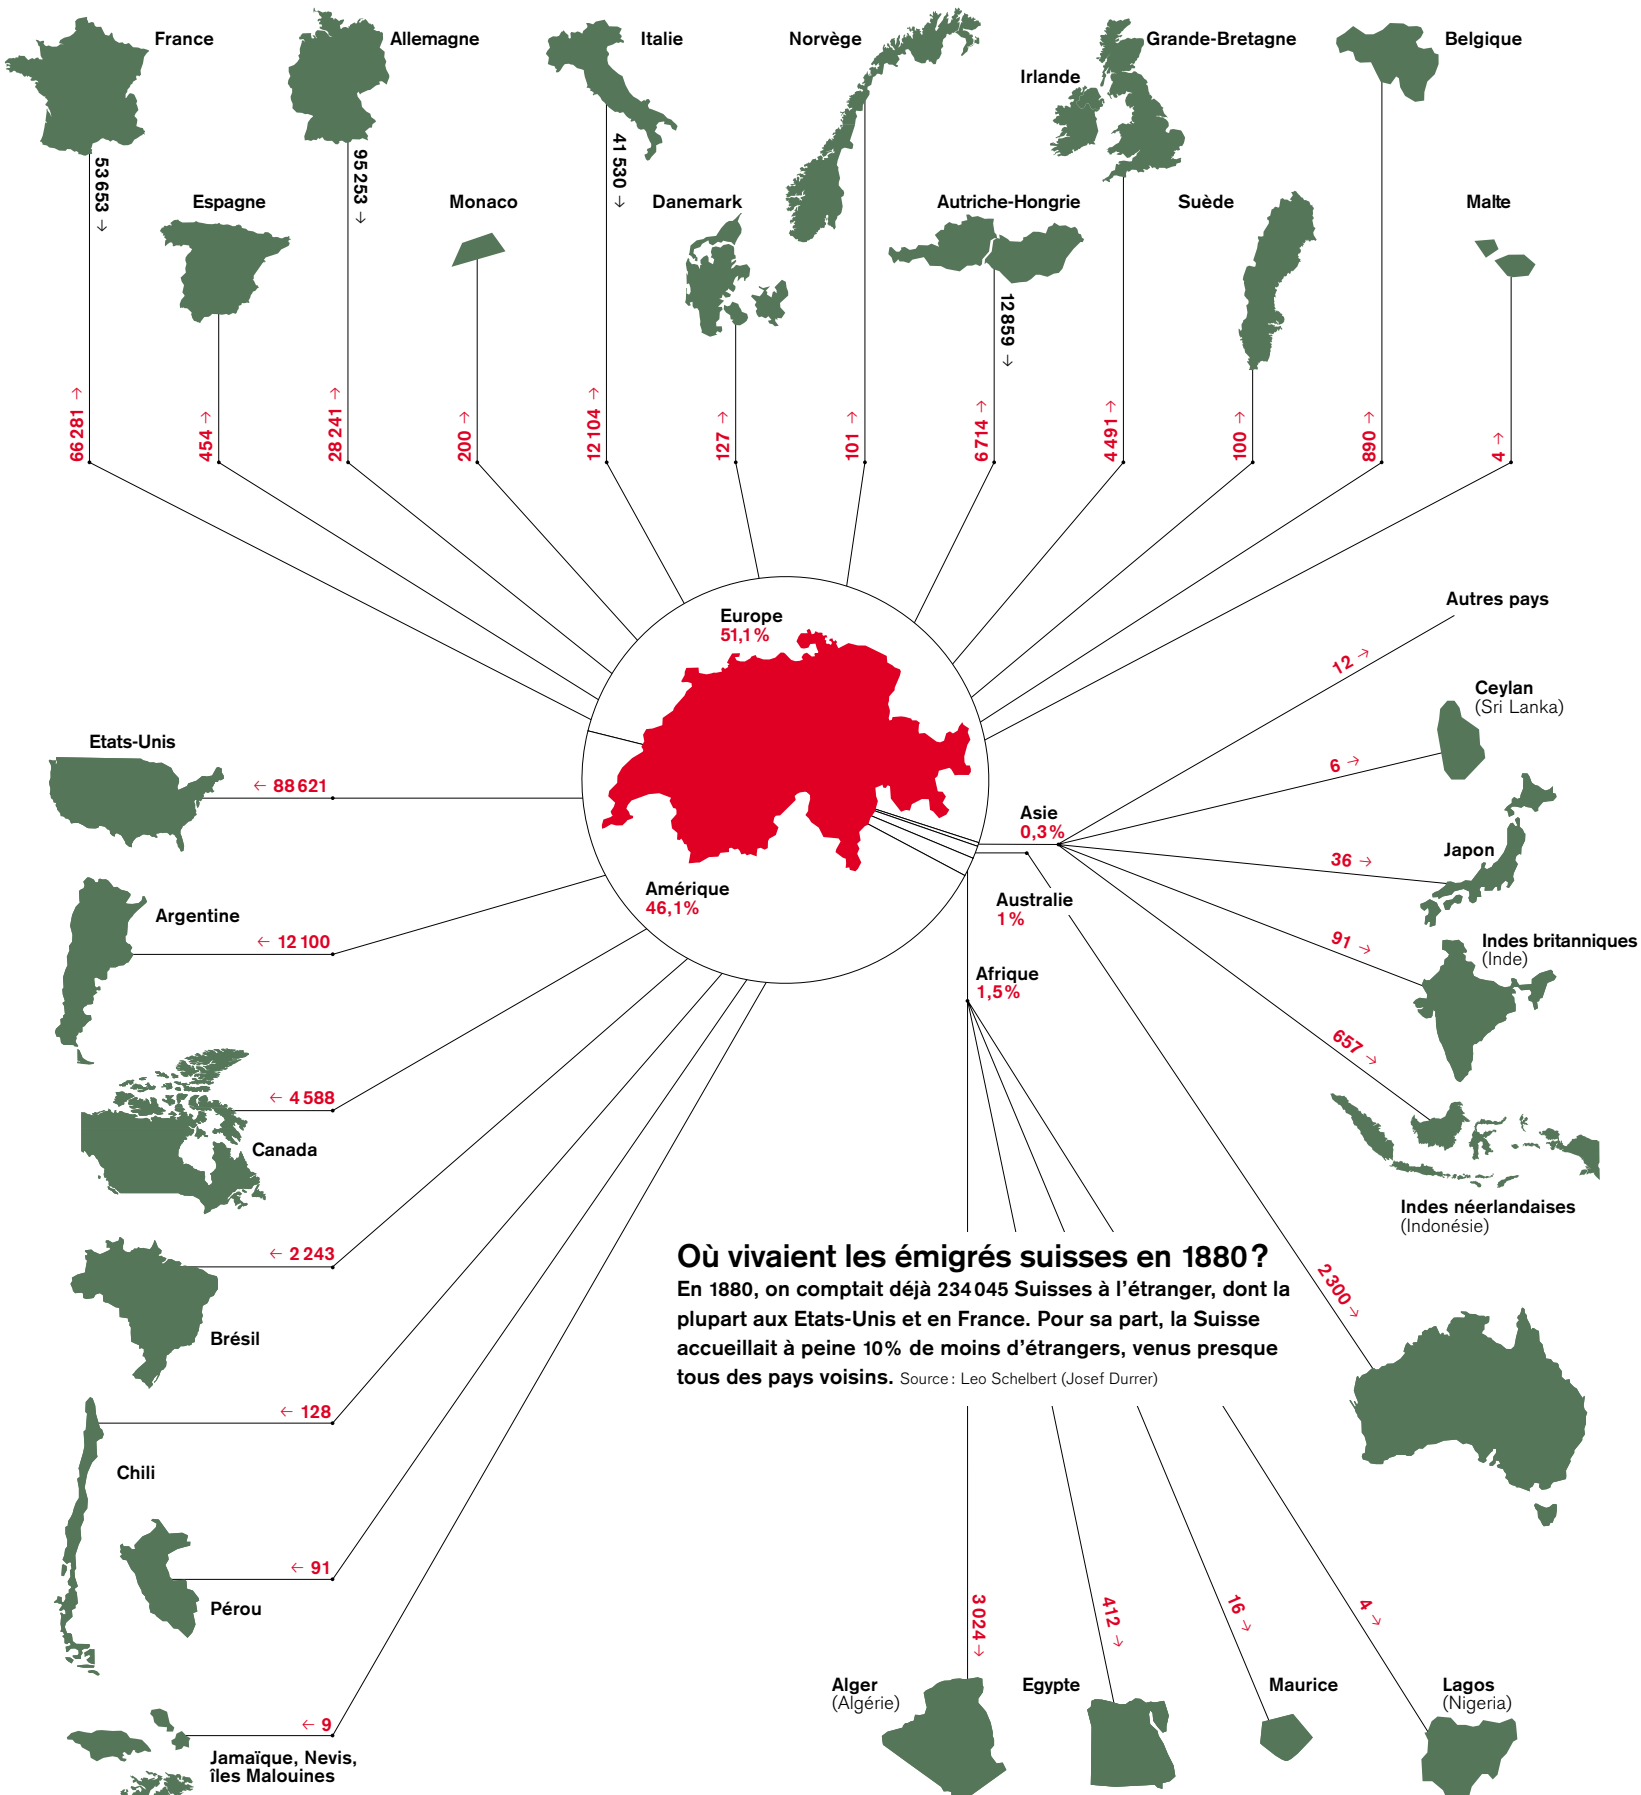 France
Allemagne
Italie
Norvège
Grande-Bretagne
Belgique
Irlande
53 653 ↓
95 253 ↓
41 530 ↓
Espagne
Monaco
Danemark
Autriche-Hongrie
Suède
Malte
12 859 ↓
66 281 ↑
454 ↑
28 241 ↑
200 ↑
12 104 ↑
127 ↑
101 ↑
6 714 ↑
4 491 ↑
100 ↑
890 ↑
4 ↑
Europe
51,1%
Autres pays
12 →
Ceylan
(Sri Lanka)
6 →
Etats-Unis
← 88 621
Asie
0,3%
Japon
36 →
Amérique
46,1%
Australie
1%
Argentine
← 12 100
Indes britanniques
(Inde)
91 →
Afrique
1,5%
657 →
← 4 588
Canada
Indes néerlandaises
(Indonésie)
← 2 243
Brésil
Où vivaient les émigrés suisses en 1880 ?
En 1880, on comptait déjà 234 045 Suisses à l'étranger, dont la
plupart aux Etats-Unis et en France. Pour sa part, la Suisse
accueillait à peine 10% de moins d'étrangers, venus presque
tous des pays voisins. Source : Leo Schelbert (Josef Durrer)
2 300 →
← 128
Chili
← 91
Pérou
3 024 →
412 →
16 →
4 →
Alger
(Algérie)
Egypte
Maurice
Lagos
(Nigeria)
← 9
Jamaïque, Nevis,
îles Malouines